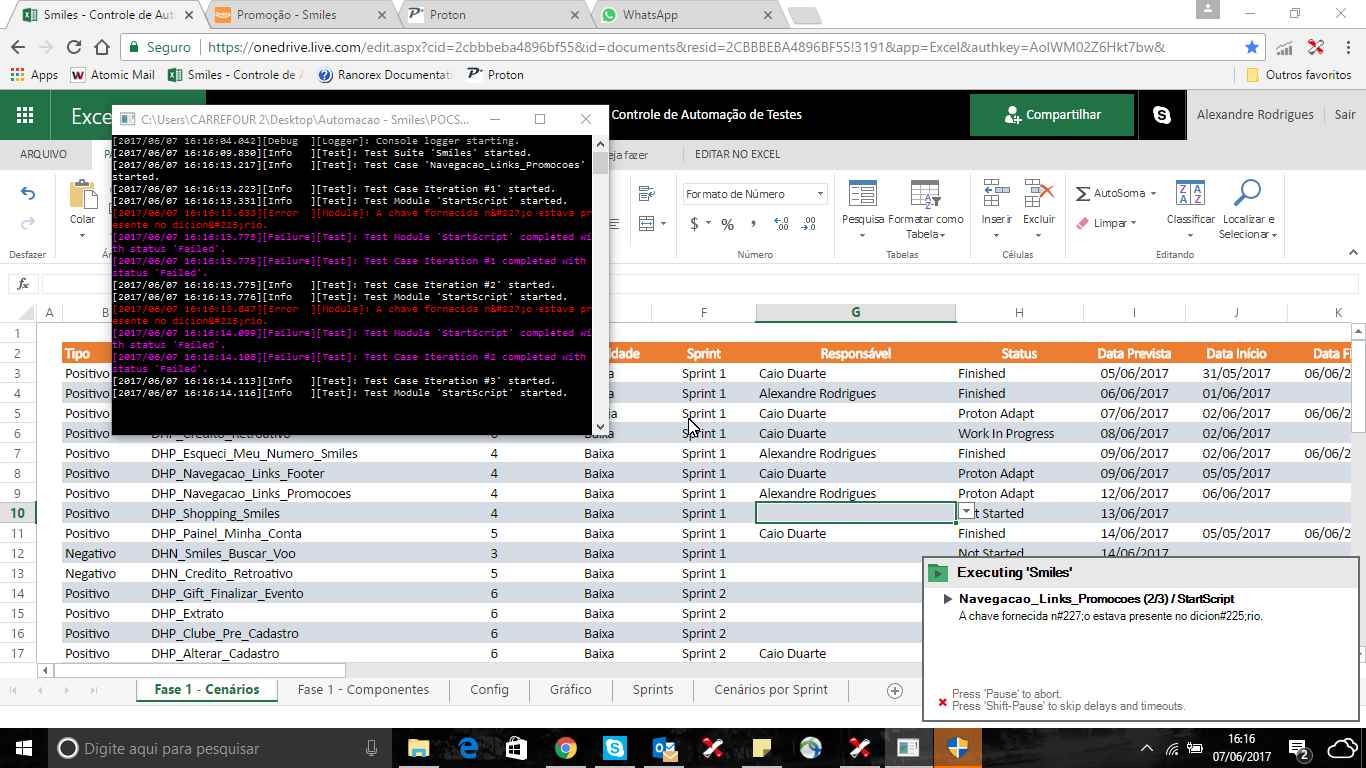 Smiles - Controle de Aut
Promoção - Smiles
Proton
WhatsApp
Seguro
https://onedrive.live.com/edit.aspx?cid=2cbbbeba4896bf55&id=documents&resid=2CBBBEBA4896BF55!3191&app=Excel&authkey=AoIWM02Z6Hkt7bw&
Apps
Atomic Mail
Smiles - Controle de A
Ranorex Documentati
Proton
Outros favoritos
Exce
Controle de Automação de Testes
Compartilhar
Alexandre Rodrigues
Sair
C:\Users\CARREFOUR 2\Desktop\Automacao - Smiles\POCS...
[2017/06/07 16:16:04.042][Debug  ][Logger]: Console logger starting.
[2017/06/07 16:16:09.830][Info   ][Test]: Test Suite 'Smiles' started.
[2017/06/07 16:16:13.217][Info   ][Test]: Test Case 'Navegacao_Links_Promocoes'
started.
[2017/06/07 16:16:13.223][Info   ][Test]: Test Case Iteration #1' started.
[2017/06/07 16:16:13.331][Info   ][Test]: Test Module 'StartScript' started.
[2017/06/07 16:16:13.633][Error  ][Module]: A chave fornecida n&#227;o estava pr
esente no dicion&#225;rio.
[2017/06/07 16:16:13.775][Failure][Test]: Test Module 'StartScript' completed wi
th status 'Failed'.
[2017/06/07 16:16:13.775][Failure][Test]: Test Case Iteration #1 completed with
status 'Failed'.
[2017/06/07 16:16:13.775][Info   ][Test]: Test Case Iteration #2' started.
[2017/06/07 16:16:13.776][Info   ][Test]: Test Module 'StartScript' started.
[2017/06/07 16:16:13.847][Error  ][Module]: A chave fornecida n&#227;o estava pr
esente no dicion&#225;rio.
[2017/06/07 16:16:14.099][Failure][Test]: Test Module 'StartScript' completed wi
th status 'Failed'.
[2017/06/07 16:16:14.108][Failure][Test]: Test Case Iteration #2 completed with
status 'Failed'.
[2017/06/07 16:16:14.113][Info   ][Test]: Test Case Iteration #3' started.
[2017/06/07 16:16:14.116][Info   ][Test]: Test Module 'StartScript' started.
ARQUIVO
eja fazer
EDITAR NO EXCEL
Colar
Desfazer
Formato de Número
$ % , ,00
Número
Pesquisa
Formatar como Tabela
Tabelas
Inserir
Excluir
Células
AutoSoma
Limpar
Classificar
Localizar e Selecionar
Editando
fx
A B F G H I J K
1
2 Tipo dade Sprint Responsável Status Data Prevista Data Início Data F
3 Positivo Sprint 1 Caio Duarte Finished 05/06/2017 31/05/2017 06/06/2
4 Positivo Sprint 1 Alexandre Rodrigues Finished 06/06/2017 01/06/2017
5 Positivo Sprint 1 Caio Duarte Proton Adapt 07/06/2017 02/06/2017 06/06/2
6 Positivo DHP_Credito_Retroativo Sprint 1 Caio Duarte Work In Progress 08/06/2017 02/06/2017
7 Positivo DHP_Esqueci_Meu_Numero_Smiles 4 Baixa Sprint 1 Alexandre Rodrigues Finished 09/06/2017 02/06/2017 06/06/2
8 Positivo DHP_Navegacao_Links_Footer 4 Baixa Sprint 1 Caio Duarte Proton Adapt 09/06/2017 05/05/2017
9 Positivo DHP_Navegacao_Links_Promocoes 4 Baixa Sprint 1 Alexandre Rodrigues Proton Adapt 12/06/2017 06/06/2017
10 Positivo DHP_Shopping_Smiles 4 Baixa Sprint 1 t Started 13/06/2017
11 Positivo DHP_Painel_Minha_Conta 5 Baixa Sprint 1 Caio Duarte Finished 14/06/2017 05/05/2017 06/06/2
12 Negativo DHN_Smiles_Buscar_Voo 3 Baixa Sprint 1 Not Started 14/06/2017
13 Negativo DHN_Credito_Retroativo 5 Baixa Sprint 1
14 Positivo DHP_Gift_Finalizar_Evento 6 Baixa Sprint 2
15 Positivo DHP_Extrato 6 Baixa Sprint 2
16 Positivo DHP_Clube_Pre_Cadastro 6 Baixa Sprint 2
17 Positivo DHP_Alterar_Cadastro 6 Baixa Sprint 2 Caio Duarte
Executing 'Smiles'
Navegacao_Links_Promocoes (2/3) / StartScript
A chave fornecida n#227;o estava presente no dicion#225;rio.
Press 'Pause' to abort.
Press 'Shift-Pause' to skip delays and timeouts.
Fase 1 - Cenários
Fase 1 - Componentes
Config
Gráfico
Sprints
Cenários por Sprint
Digite aqui para pesquisar
16:16
07/06/2017
2